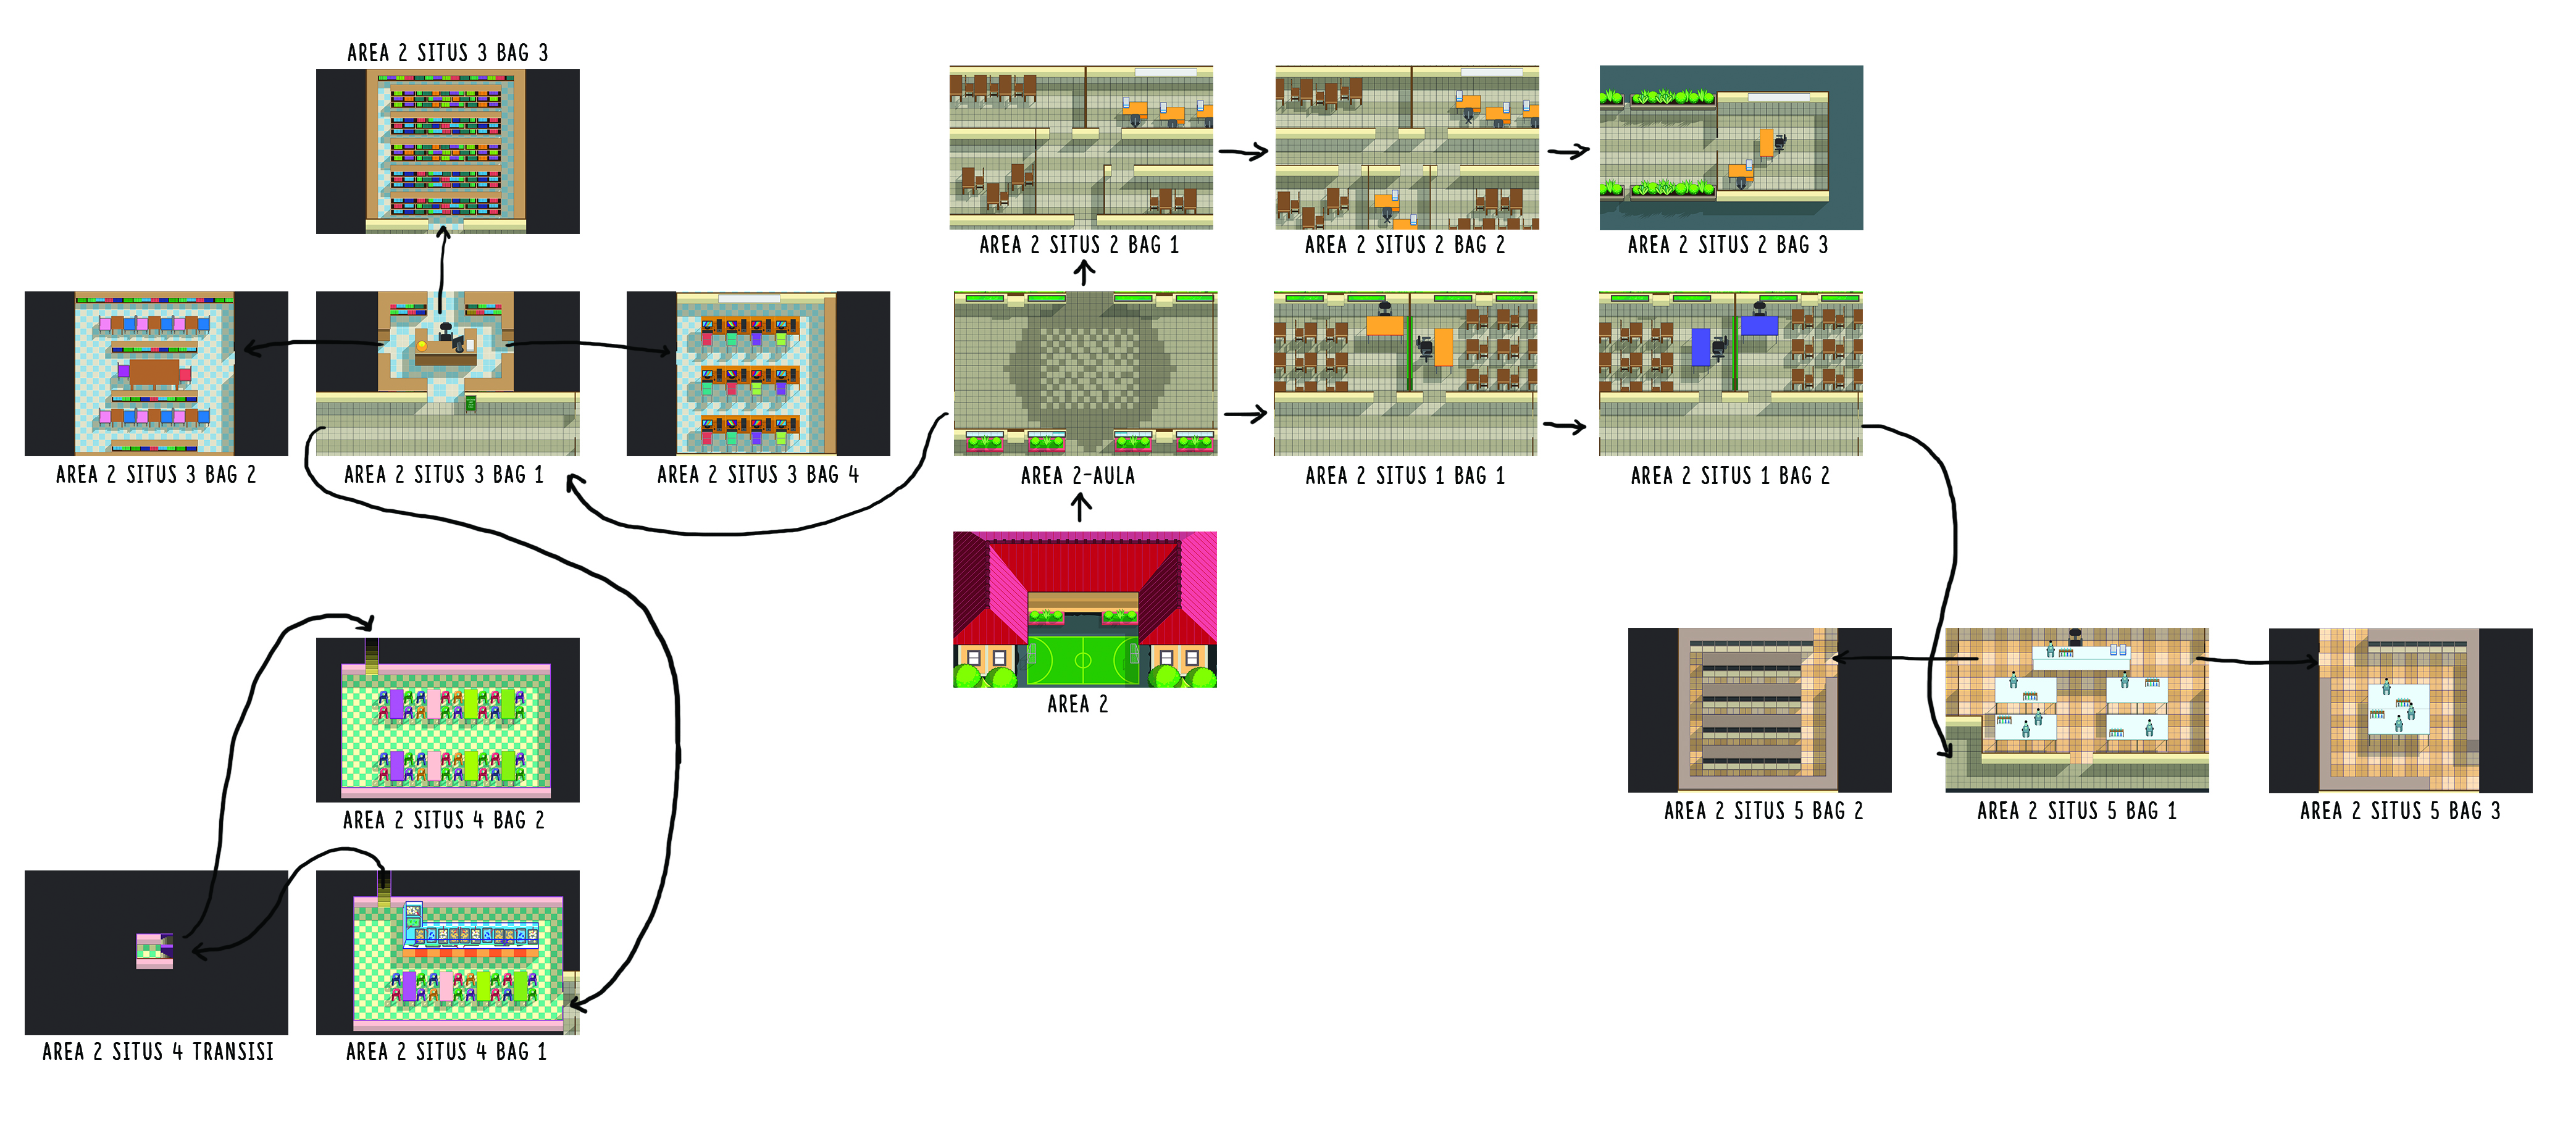 AREA 2 SITUS 3 BAG 3
AREA 2 SITUS 2 BAG 1
AREA 2 SITUS 2 BAG 2
AREA 2 SITUS 2 BAG 3
AREA 2 SITUS 3 BAG 2
AREA 2 SITUS 3 BAG 1
AREA 2 SITUS 3 BAG 4
AREA 2-AULA
AREA 2 SITUS 1 BAG 1
AREA 2 SITUS 1 BAG 2
AREA 2
AREA 2 SITUS 4 BAG 2
AREA 2 SITUS 5 BAG 2
AREA 2 SITUS 5 BAG 1
AREA 2 SITUS 5 BAG 3
AREA 2 SITUS 4 TRANSISI
AREA 2 SITUS 4 BAG 1